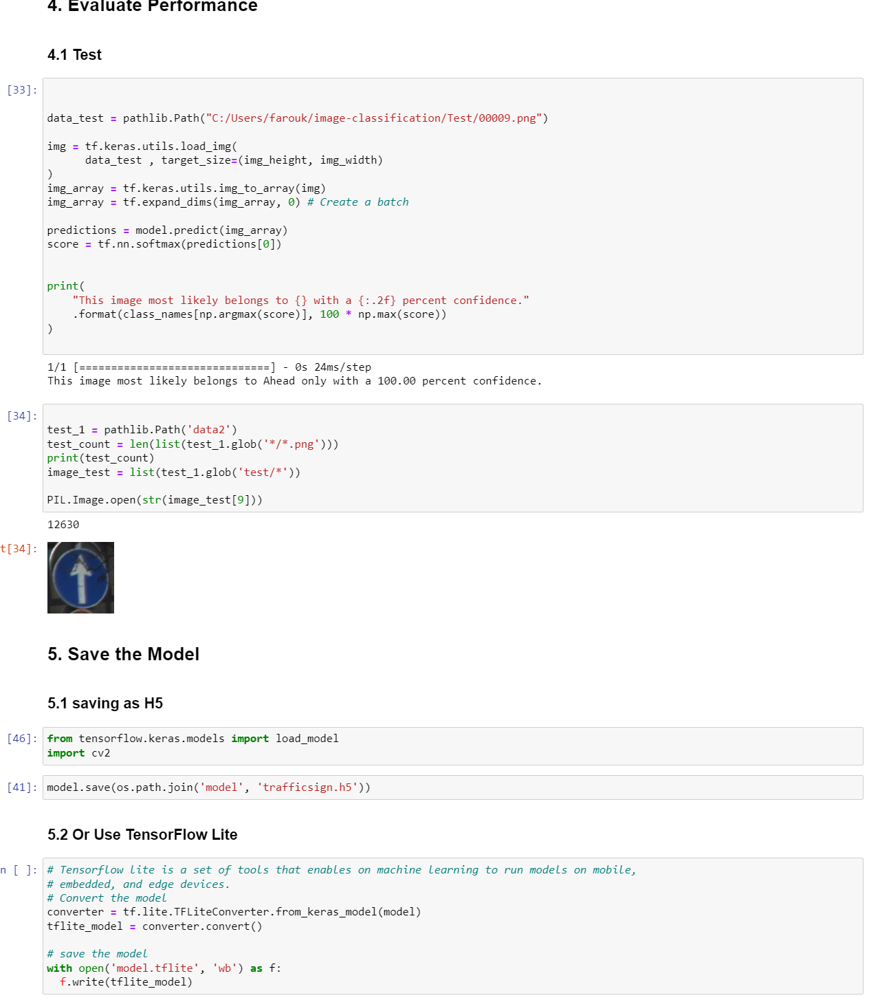 4. Evaluate Performance
4.1 Test
[33]:
data_test = pathlib.Path("C:/Users/farouk/image-classification/Test/00009.png")
img = tf.keras.utils.load_img(
data_test , target_size=(img_height, img_width)
)
img_array = tf.keras.utils.img_to_array(img)
img_array = tf.expand_dims(img_array, 0) # Create a batch
predictions = model.predict(img_array)
score = tf.nn.softmax(predictions[0])
print(
"This image most likely belongs to {} with a {:.2f} percent confidence."
.format(class_names[np.argmax(score)], 100 * np.max(score))
)
1/1 [==============================] - 0s 24ms/step
This image most likely belongs to Ahead only with a 100.00 percent confidence.
[34]:
test_1 = pathlib.Path('data2')
test_count = len(list(test_1.glob('*/*.png')))
print(test_count)
image_test = list(test_1.glob('test/*'))
PIL.Image.open(str(image_test[9]))
12630
t[34]:
5. Save the Model
5.1 saving as H5
[46]: from tensorflow.keras.models import load_model
import cv2
[41]: model.save(os.path.join('model', 'trafficsign.h5'))
5.2 Or Use TensorFlow Lite
n [ ]: # Tensorflow lite is a set of tools that enables on machine learning to run models on mobile,
# embedded, and edge devices.
# Convert the model
converter = tf.lite.TFLiteConverter.from_keras_model(model)
tflite_model = converter.convert()
# save the model
with open('model.tflite', 'wb') as f:
f.write(tflite_model)